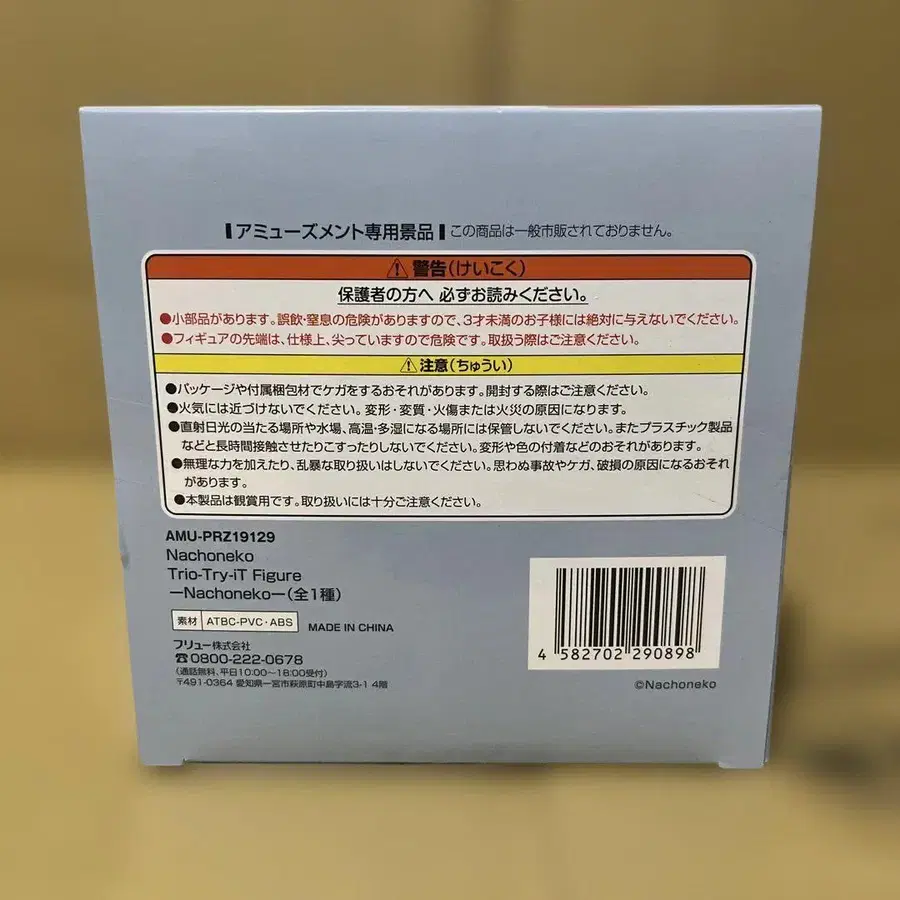 ┃アミューズメント専用景品┃この商品は一般市販されておりません。
⚠警告(けいこく)
保護者の方へ 必ずお読みください。
●小部品があります。誤飲・窒息の危険がありますので、3才未満のお子様には絶対に与えないでください。
●フィギュアの先端は、仕様上、尖っていますので危険です。取扱う際はご注意ください。
⚠注意(ちゅうい)
●パッケージや付属梱包材でケガをするおそれがあります。開封する際はご注意ください。
●火気には近づけないでください。変形・変質・火傷または火災の原因になります。
●直射日光の当たる場所や水場、高温・多湿になる場所には保管しないでください。またプラスチック製品
などと長時間接触させたりこすったりしないでください。変形や色の付着などのおそれがあります。
●無理な力を加えたり、乱暴な取り扱いはしないでください。思わぬ事故やケガ、破損の原因になるおそれ
があります。
●本製品は観賞用です。取り扱いには十分ご注意ください。
AMU-PRZ19129
Nachoneko
Trio-Try-iT Figure
ーNachonekoー(全1種)
素材 ATBC-PVC・ABS MADE IN CHINA
フリュー株式会社
☎0800-222-0678
(通話無料、平日10:00〜18:00受付)
〒491-0364 愛知県一宮市萩原町中島字流3-1 4階
4 582702 290898
©Nachoneko